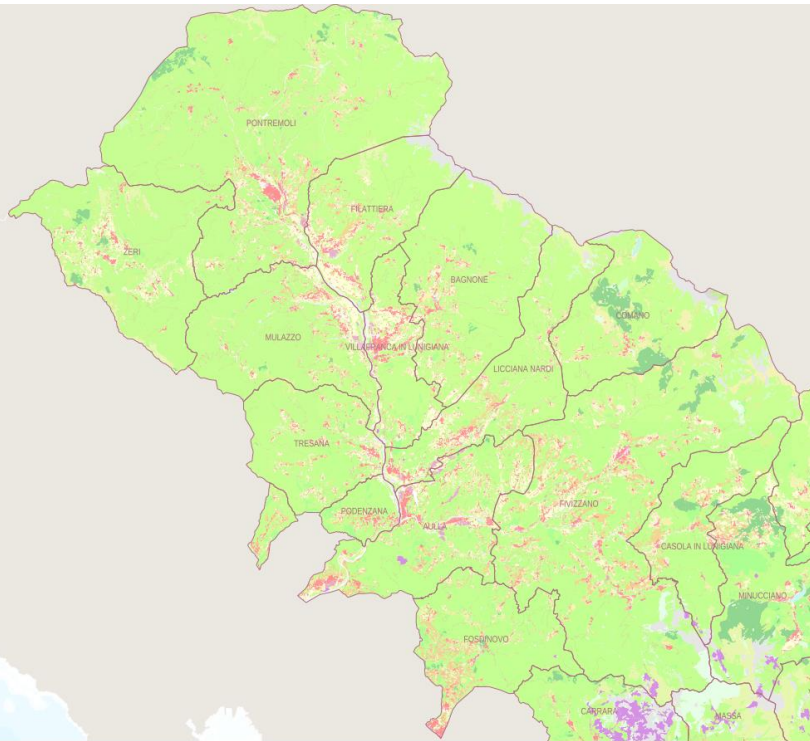 PONTREMOLI
FILATTIERA
ZERI
BAGNONE
COMANO
MULAZZO
VILLAFRANCA IN LUNIGIANA
LICCIANA NARDI
TRESANA
PODENZANA
FIVIZZANO
AULLA
CASOLA IN LUNIGIANA
MINUCCIANO
FOSDINOVO
CARRARA
MASSA